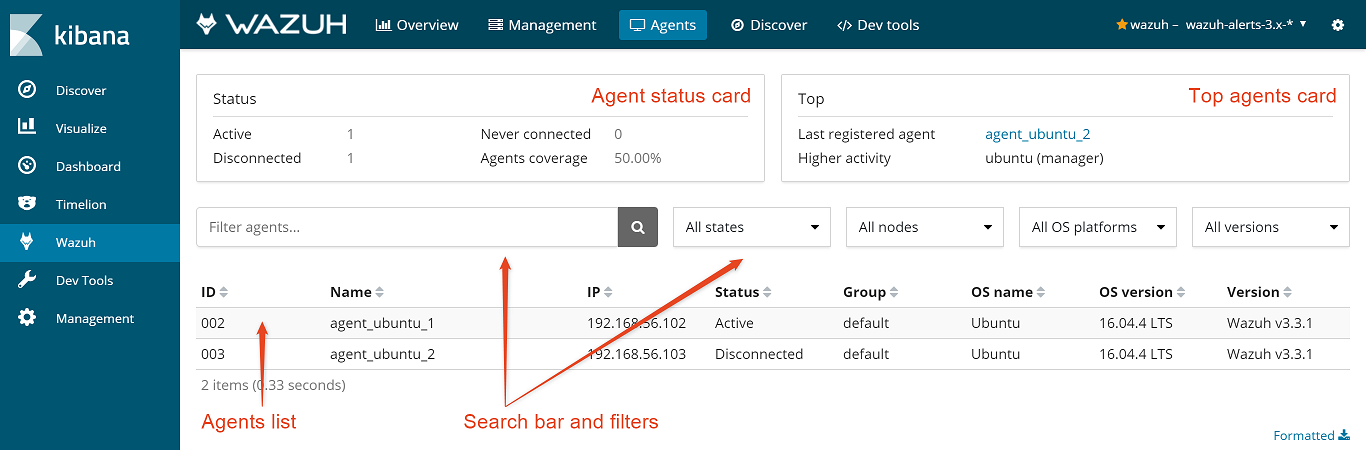 kibana
Discover
Visualize
Dashboard
Timelion
Wazuh
Dev Tools
Management
WAZUH Overview Management Agents Discover </> Dev tools wazuh – wazuh-alerts-3.x-*
Status Agent status card
Active 1 Never connected 0
Disconnected 1 Agents coverage 50.00%
Top Top agents card
Last registered agent agent_ubuntu_2
Higher activity ubuntu (manager)
Filter agents... All states All nodes All OS platforms All versions
ID Name IP Status Group OS name OS version Version
002 agent_ubuntu_1 192.168.56.102 Active default Ubuntu 16.04.4 LTS Wazuh v3.3.1
003 agent_ubuntu_2 192.168.56.103 Disconnected default Ubuntu 16.04.4 LTS Wazuh v3.3.1
2 items (0.33 seconds)
Agents list Search bar and filters
Formatted